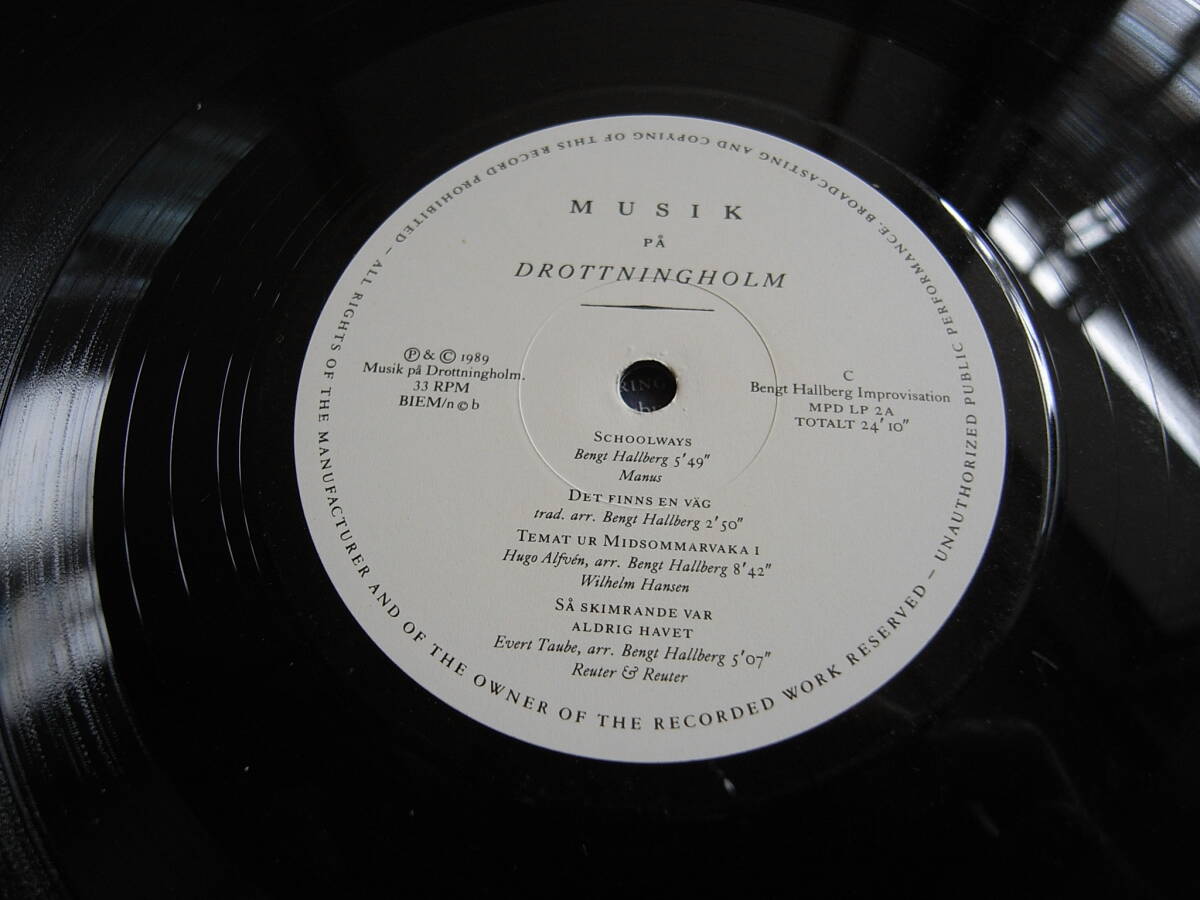 MUSIK
PÅ
DROTTNINGHOLM
Ⓟ & © 1989
Musik på Drottningholm.
33 RPM
BIEM/n©b
C
Bengt Hallberg Improvisation
MPD LP 2A
TOTALT 24'10"
SCHOOLWAYS
Bengt Hallberg 5'49"
Manus
DET FINNS EN VÄG
trad. arr. Bengt Hallberg 2'50"
TEMAT UR MIDSOMMARVAKA I
Hugo Alfvén, arr. Bengt Hallberg 8'42"
Wilhelm Hansen
SÅ SKIMRANDE VAR
ALDRIG HAVET
Evert Taube, arr. Bengt Hallberg 5'07"
Reuter & Reuter
ALL RIGHTS OF THE MANUFACTURER AND OF THE OWNER OF THE RECORDED WORK RESERVED – UNAUTHORIZED PUBLIC PERFORMANCE. BROADCASTING AND COPYING OF THIS RECORD PROHIBITED –